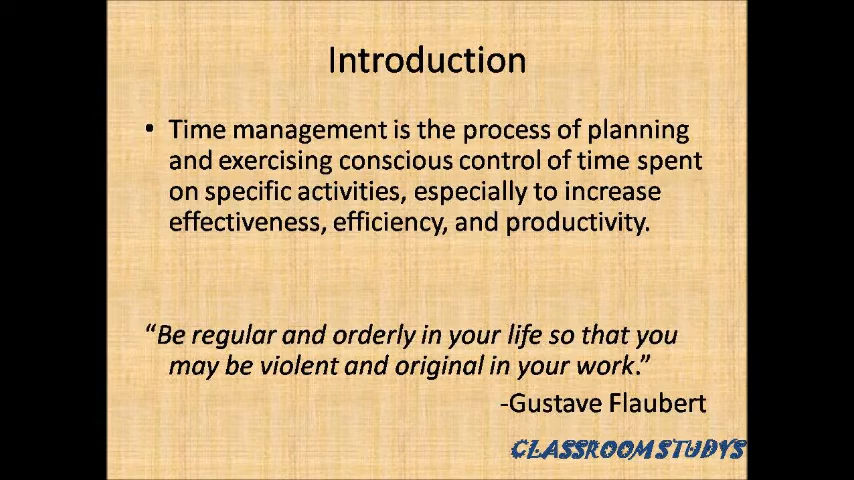 Introduction
• Time management is the process of planning
and exercising conscious control of time spent
on specific activities, especially to increase
effectiveness, efficiency, and productivity.
“Be regular and orderly in your life so that you
may be violent and original in your work.”
-Gustave Flaubert
CLASSROOM STUDYS